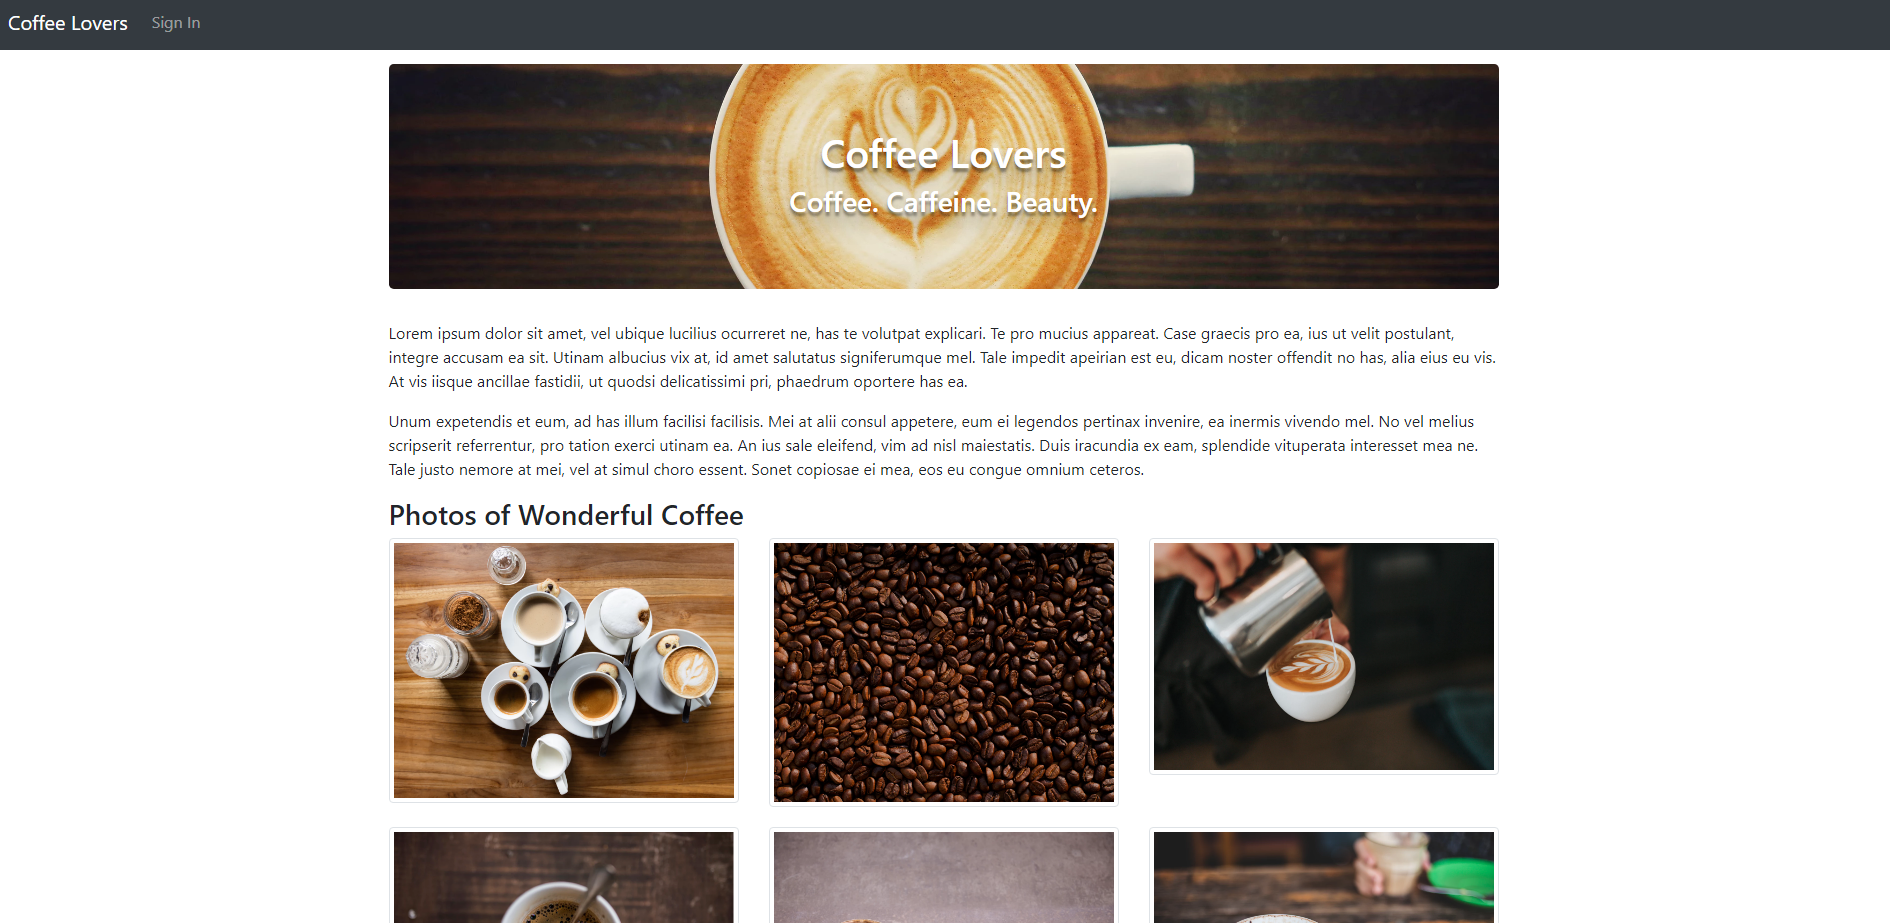 Coffee Lovers Sign In
Coffee Lovers
Coffee. Caffeine. Beauty.
Lorem ipsum dolor sit amet, vel ubique lucilius ocurreret ne, has te volutpat explicari. Te pro mucius appareat. Case graecis pro ea, ius ut velit postulant,
integre accusam ea sit. Utinam albucius vix at, id amet salutatus signiferumque mel. Tale impedit apeirian est eu, dicam noster offendit no has, alia eius eu vis.
At vis iisque ancillae fastidii, ut quodsi delicatissimi pri, phaedrum oportere has ea.
Unum expetendis et eum, ad has illum facilisi facilisis. Mei at alii consul appetere, eum ei legendos pertinax invenire, ea inermis vivendo mel. No vel melius
scripserit referrentur, pro tation exerci utinam ea. An ius sale eleifend, vim ad nisl maiestatis. Duis iracundia ex eam, splendide vituperata interesset mea ne.
Tale justo nemore at mei, vel at simul choro essent. Sonet copiosae ei mea, eos eu congue omnium ceteros.
Photos of Wonderful Coffee